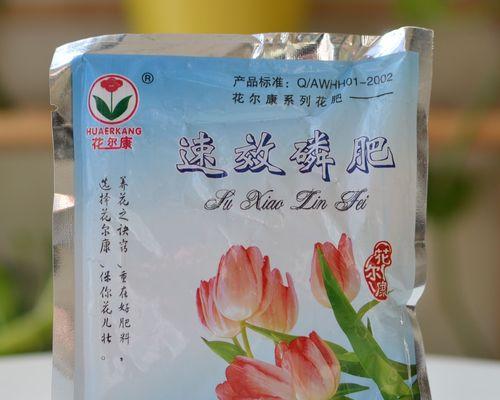 ®
产品标准：Q/AWHH01-2002
花尔康系列花肥
HUAERKANG
花尔康
速效磷肥
Su Xiao Lin Fei
养花之诀窍，重在好肥料，
选择花尔康，保你花儿壮。
花尔康